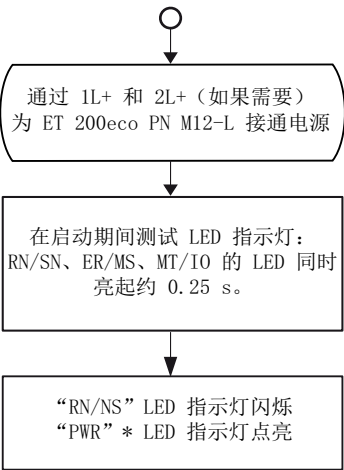 通过 1L+ 和 2L+（如果需要）
为 ET 200eco PN M12-L 接通电源
在启动期间测试 LED 指示灯：
RN/SN、ER/MS、MT/IO 的 LED 同时
亮起约 0.25 s。
“RN/NS”LED 指示灯闪烁
“PWR”* LED 指示灯点亮